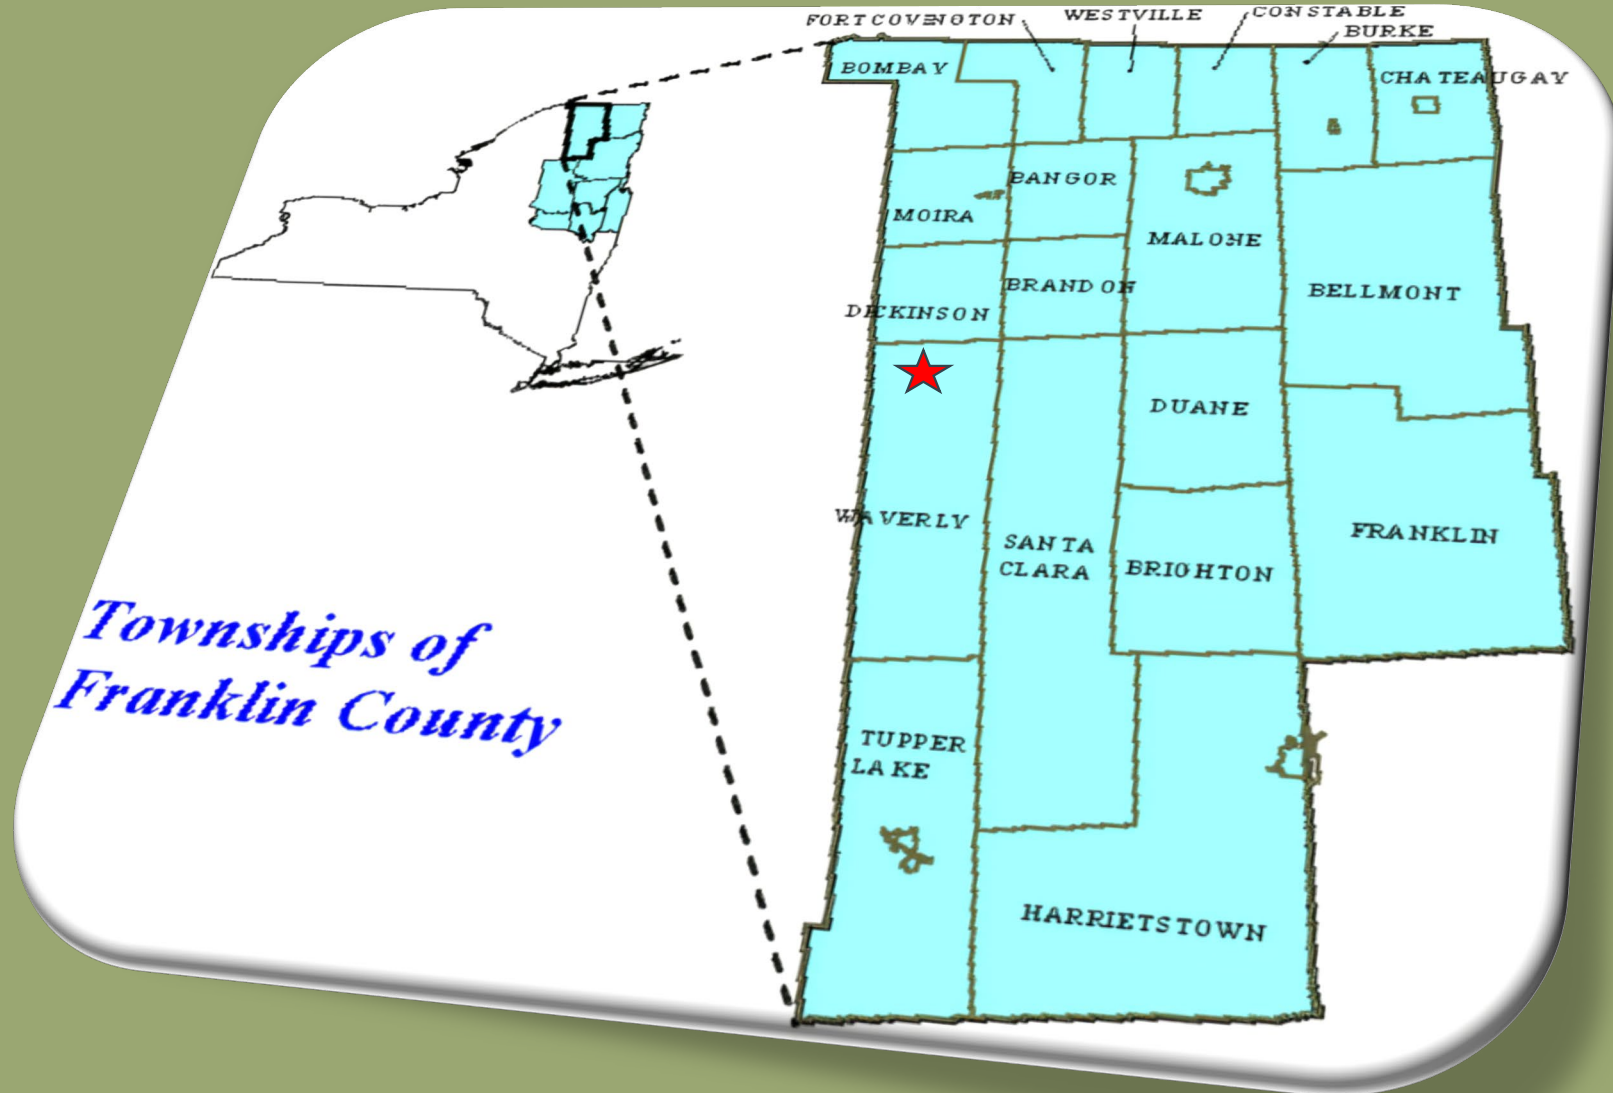 FORT COVENGTON
WESTVILLE
CONSTABLE
BURKE
BOMBAY
CHATEAUGAY
BANGOR
MOIRA
MALONE
BRANDON
BELLMONT
DICKINSON
DUANE
WAVERLY
SANTA
CLARA
BRIGHTON
FRANKLIN
Townships of
Franklin County
TUPPER
LAKE
HARRIETSTOWN